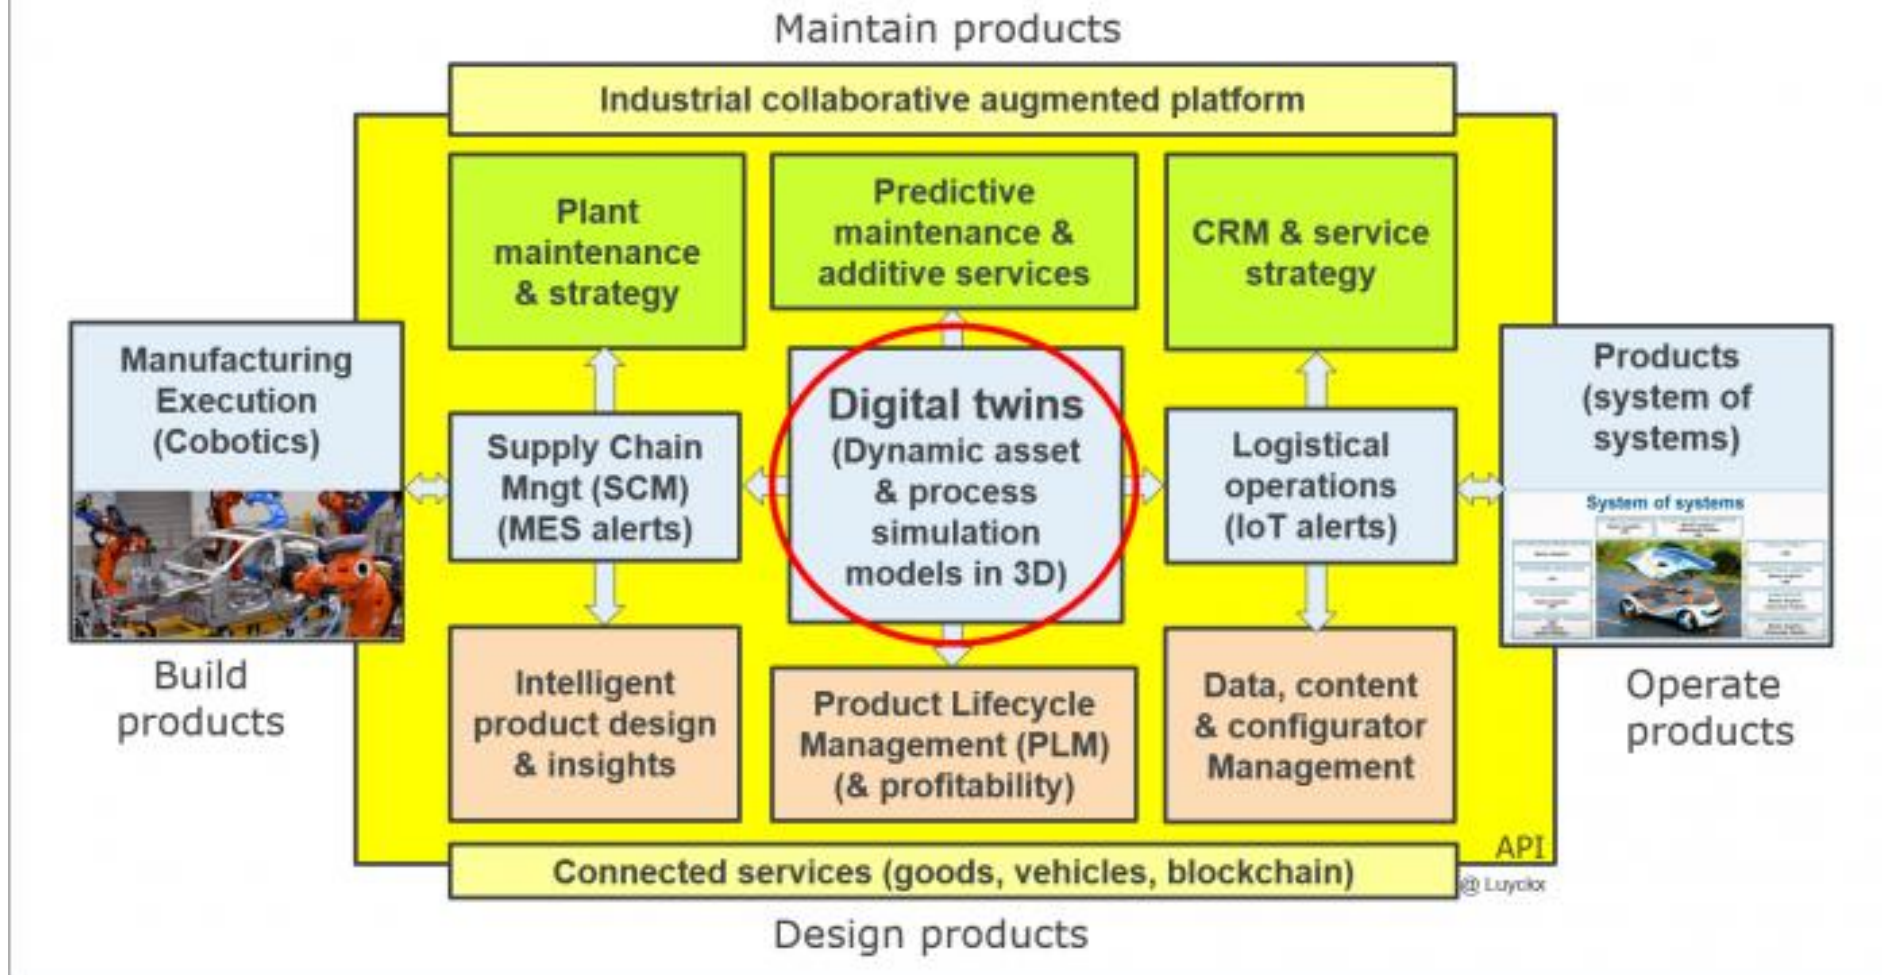 Maintain products
Industrial collaborative augmented platform
Plant
maintenance
& strategy
Predictive
maintenance &
additive services
CRM & service
strategy
Manufacturing
Execution
(Cobotics)
Supply Chain
Mngt (SCM)
(MES alerts)
Digital twins
(Dynamic asset
& process
simulation
models in 3D)
Logistical
operations
(IoT alerts)
Products
(system of
systems)
System of systems
Build
products
Operate
products
Intelligent
product design
& insights
Product Lifecycle
Management (PLM)
(& profitability)
Data, content
& configurator
Management
API
Connected services (goods, vehicles, blockchain)
@ Luyckx
Design products